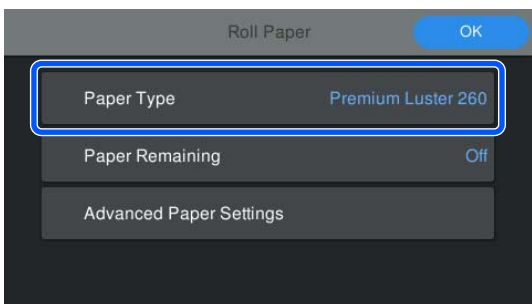 Roll Paper
OK
Paper Type Premium Luster 260
Paper Remaining Off
Advanced Paper Settings